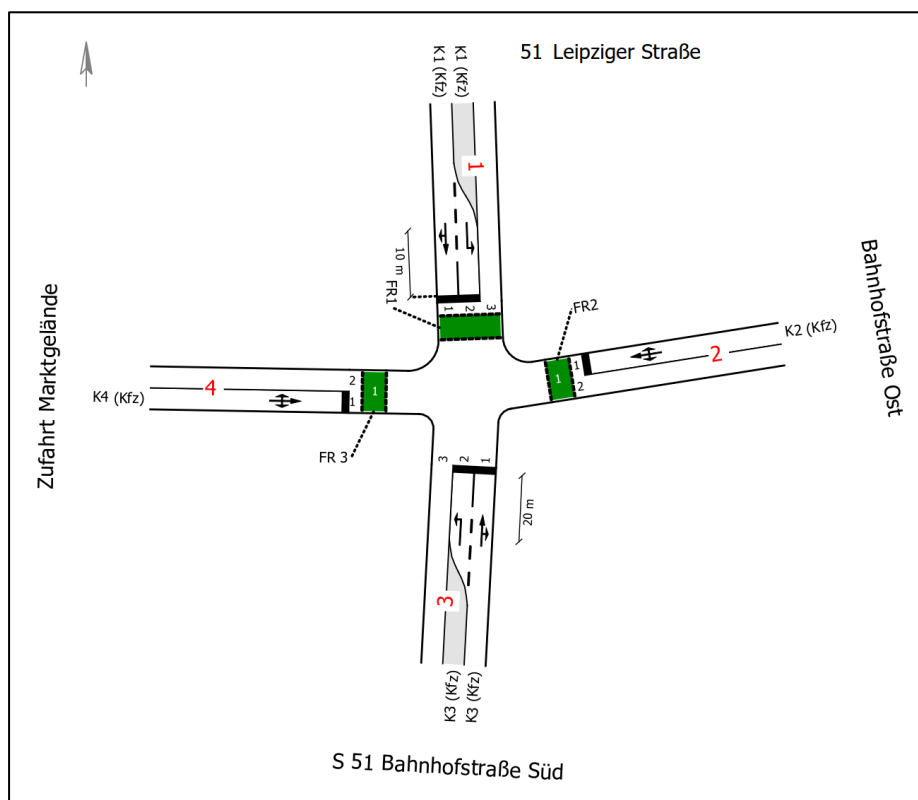 51 Leipziger Straße
K1 (Kfz)
K1 (Kfz)
1
10 m
FR1
1
2
3
FR2
K2 (Kfz)
2
1
2
1
Bahnhofstraße Ost
Zufahrt Marktgelände
4
K4 (Kfz)
2
1
1
FR 3
3
2
1
20 m
3
K3 (Kfz)
K3 (Kfz)
S 51 Bahnhofstraße Süd